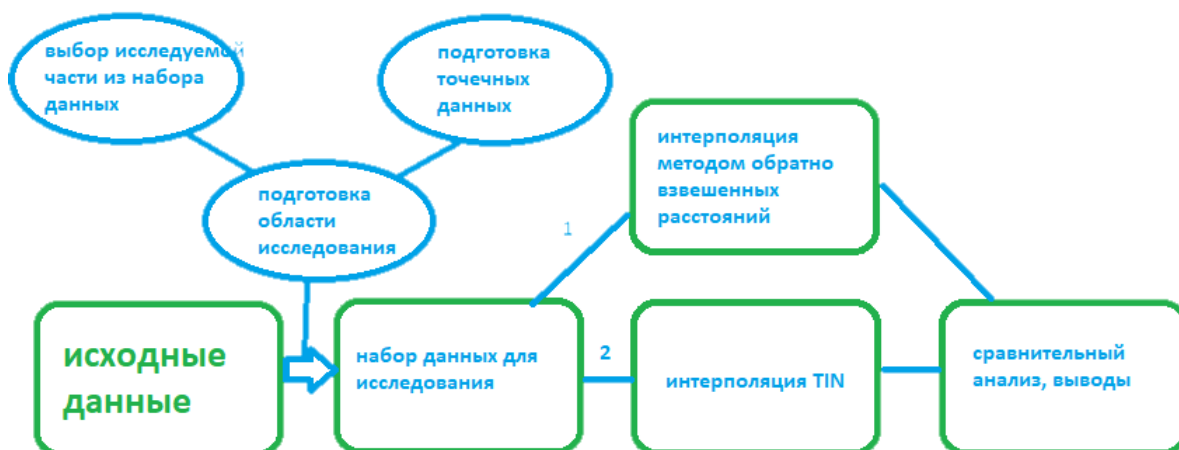 выбор исследуемой
части из набора
данных
подготовка
точечных
данных
подготовка
области
исследования
интерполяция
методом обратно
взвешенных
расстояний
1
исходные
данные
набор данных для
исследования
2
интерполяция TIN
сравнительный
анализ, выводы